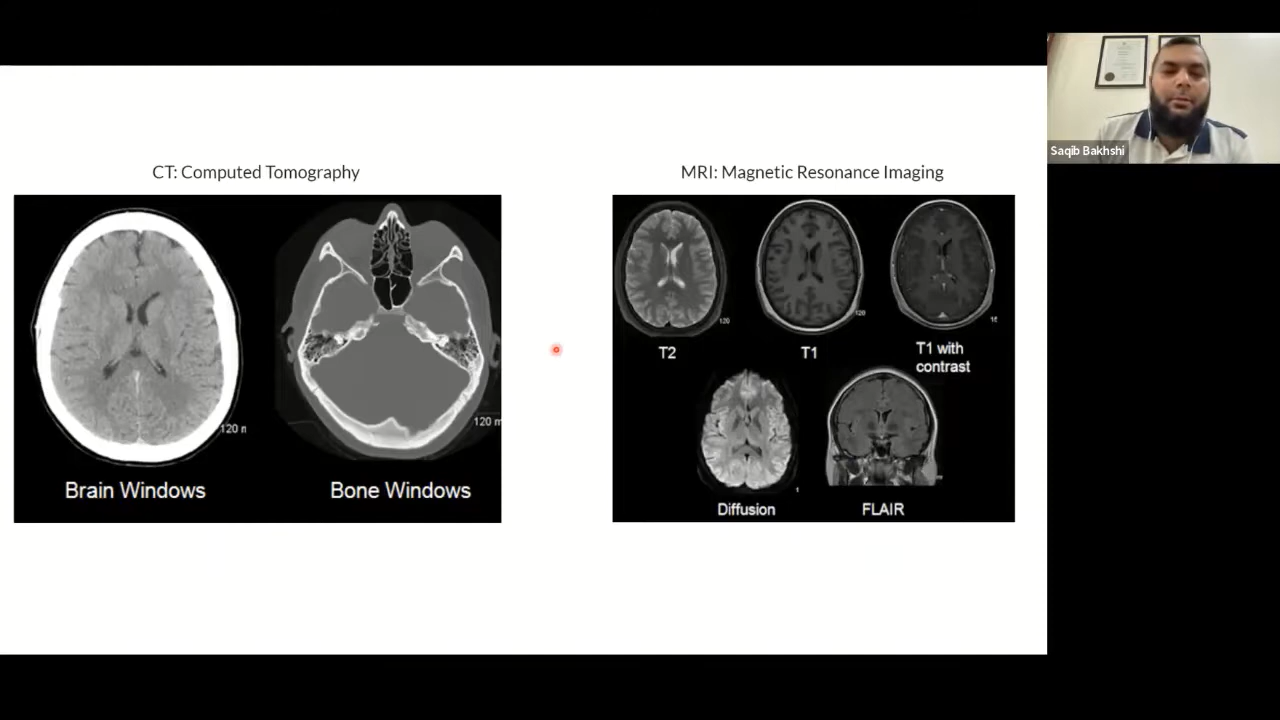 CT: Computed Tomography
Brain Windows
Bone Windows
120 m
MRI: Magnetic Resonance Imaging
120
120
T2
T1
T1 with
contrast
Diffusion
FLAIR
Saqib Bakhshi